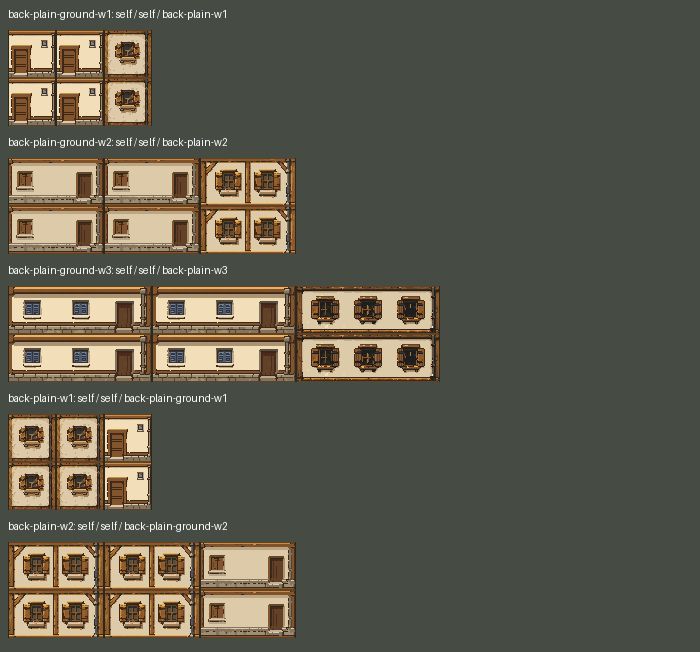 back-plain-ground-w1: self / self / back-plain-w1
back-plain-ground-w2: self / self / back-plain-w2
back-plain-ground-w3: self / self / back-plain-w3
back-plain-w1: self / self / back-plain-ground-w1
back-plain-w2: self / self / back-plain-ground-w2